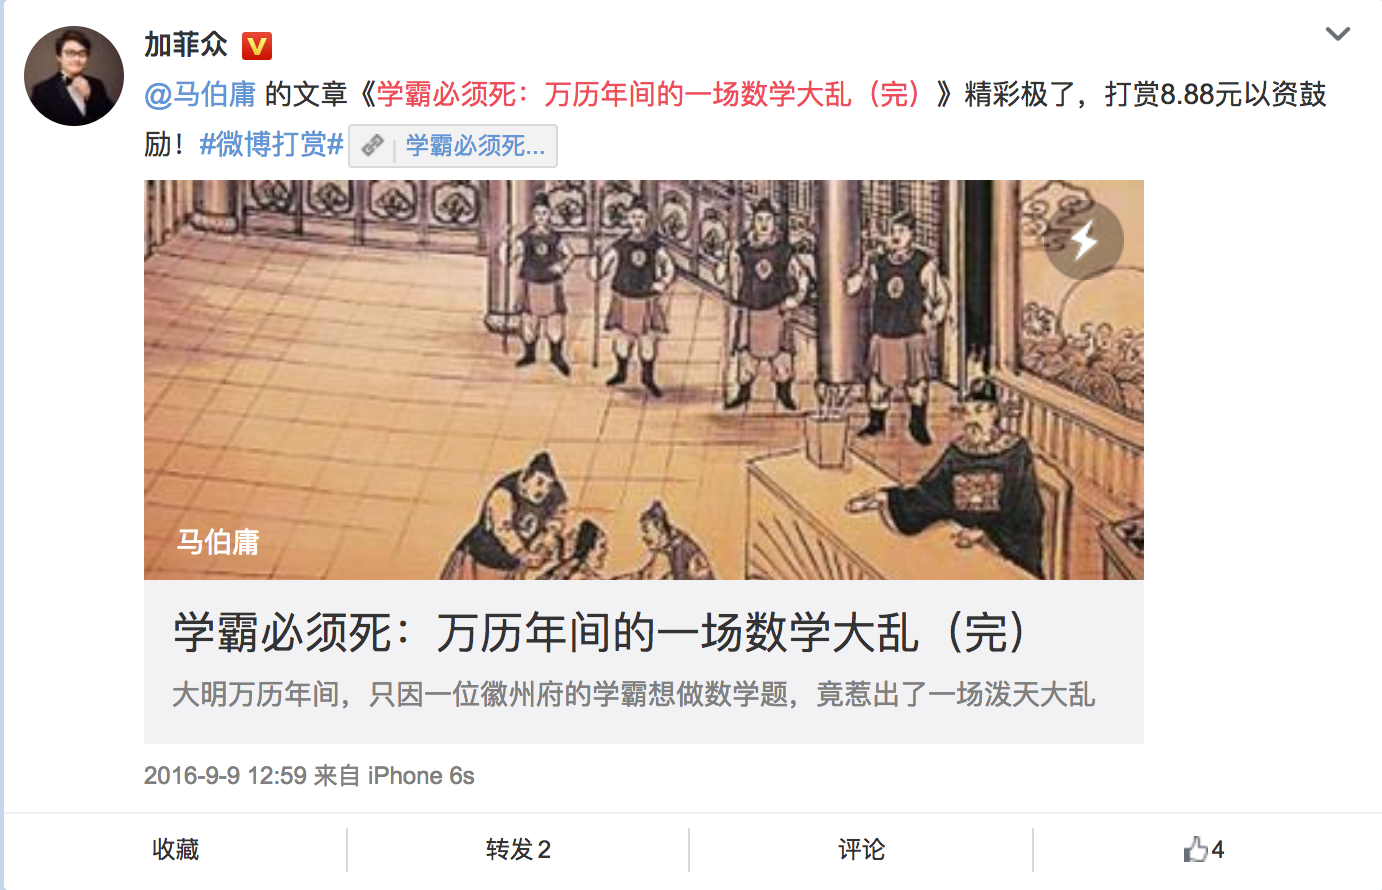 加菲众 V
@马伯庸 的文章《学霸必须死：万历年间的一场数学大乱（完）》精彩极了，打赏8.88元以资鼓
励！#微博打赏# 学霸必须死...
马伯庸
学霸必须死：万历年间的一场数学大乱（完）
大明万历年间，只因一位徽州府的学霸想做数学题，竟惹出了一场泼天大乱
2016-9-9 12:59 来自 iPhone 6s
收藏 转发 2 评论 4